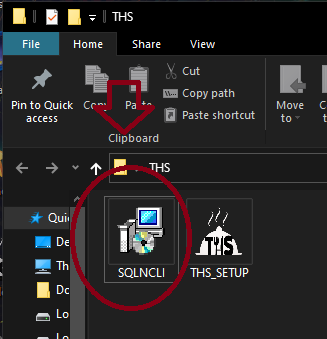 THS
File
Home
Share
View
Pin to Quick
access
Copy
Paste
Cut
Copy path
Paste shortcut
Move
to
Clipboard
THS
Quic
De
Th
Do
Lo
Lo
SQLNCLI
THS
THS_SETUP